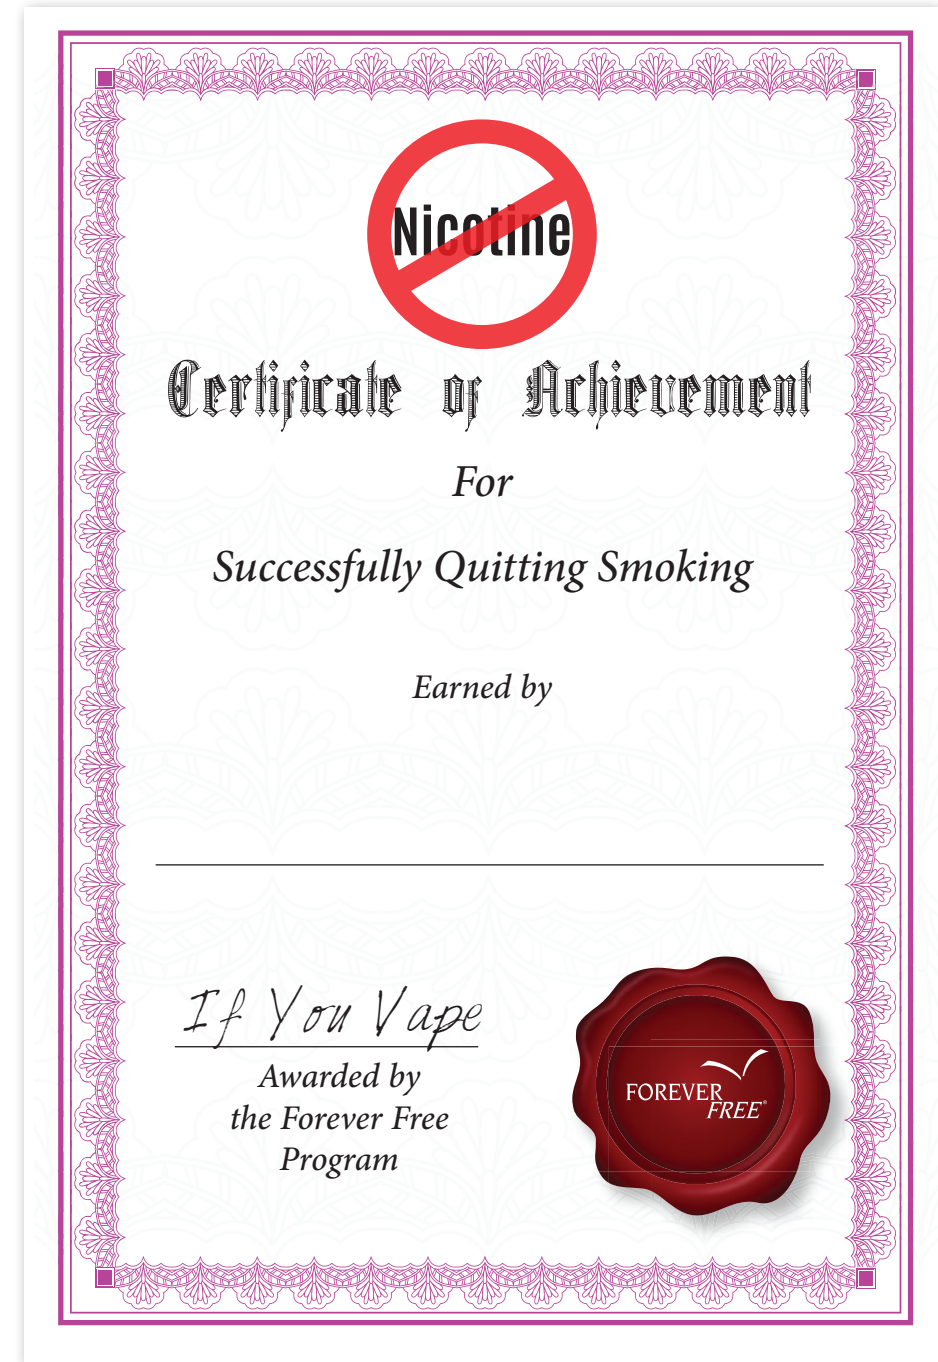 Nicotine
Certificate of Achievement
For
Successfully Quitting Smoking
Earned by
If You Vape
Awarded by
the Forever Free
Program
FOREVER
FREE®